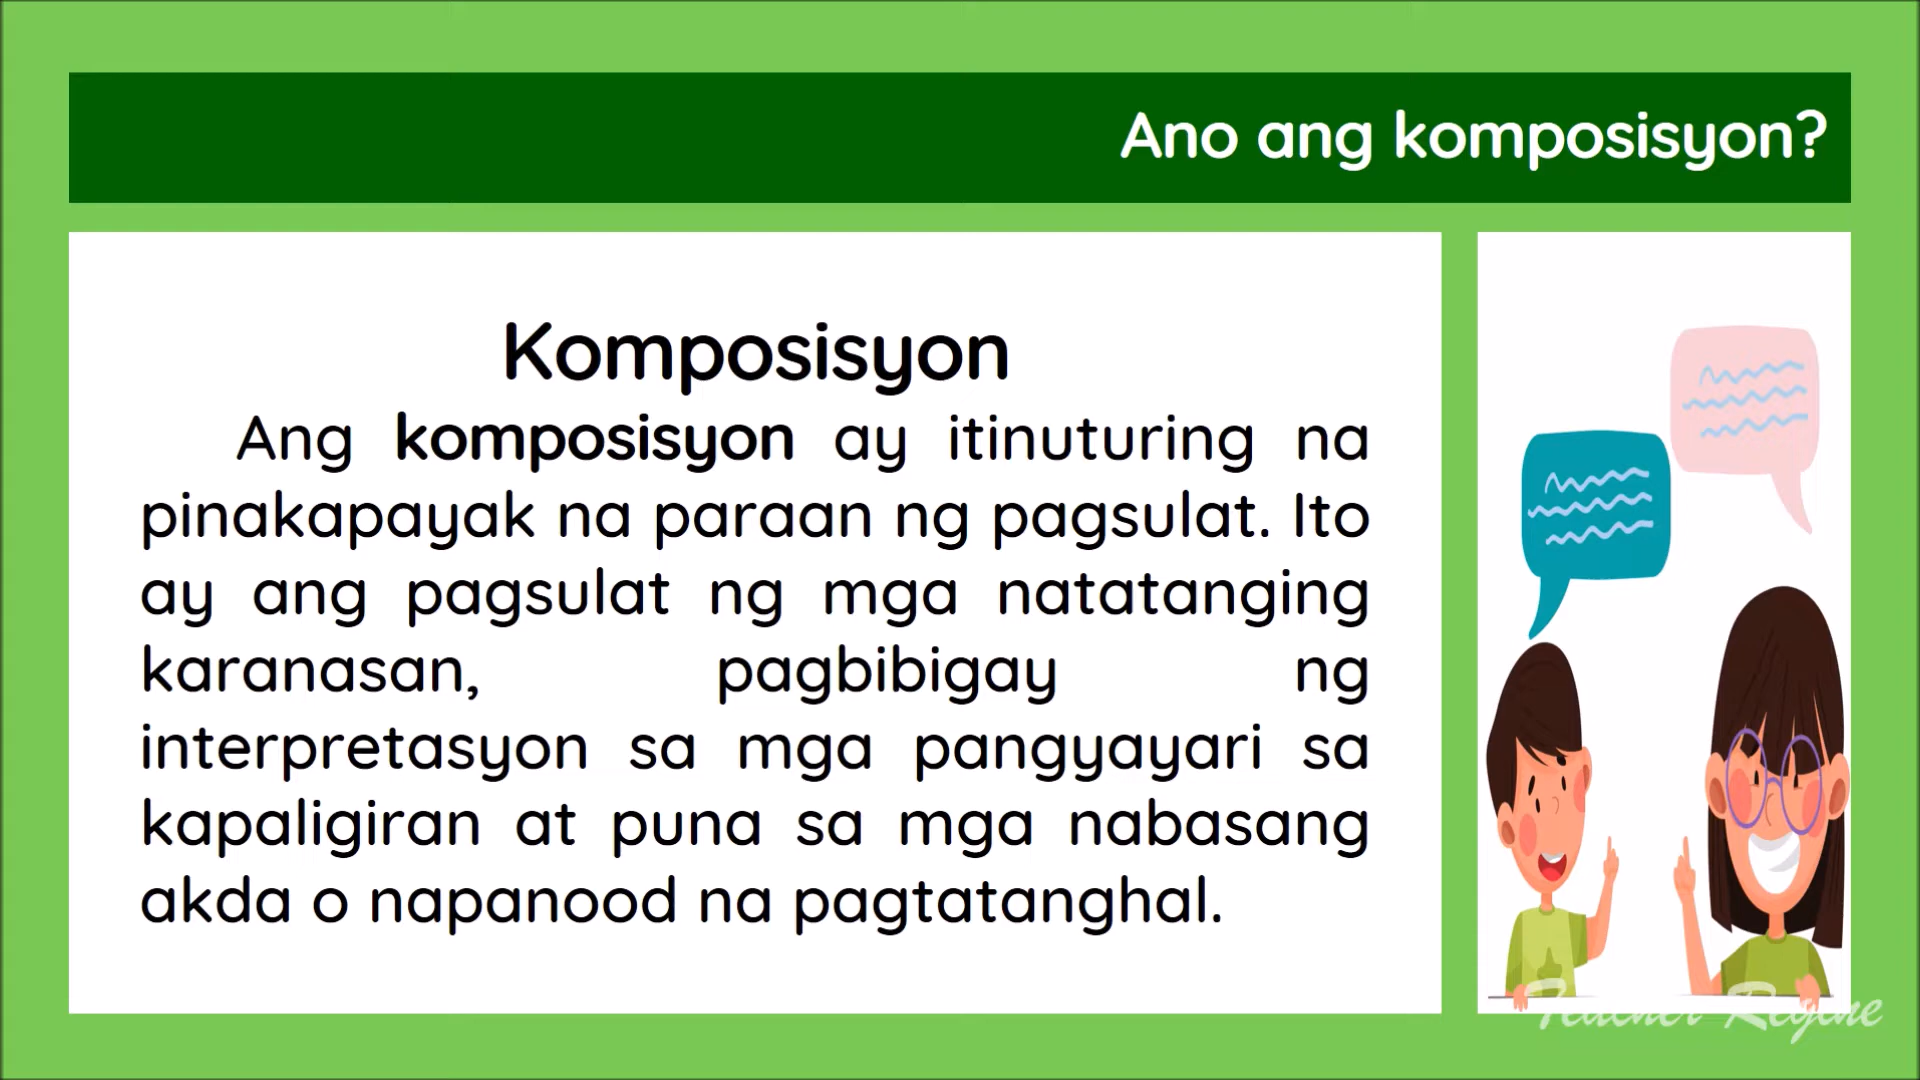 Ano ang komposisyon?
Komposisyon
Ang komposisyon ay itinuturing na
pinakapayak na paraan ng pagsulat. Ito
ay ang pagsulat ng mga natatanging
karanasan, pagbibigay ng
interpretasyon sa mga pangyayari sa
kapaligiran at puna sa mga nabasang
akda o napanood na pagtatanghal.
Teacher Regine